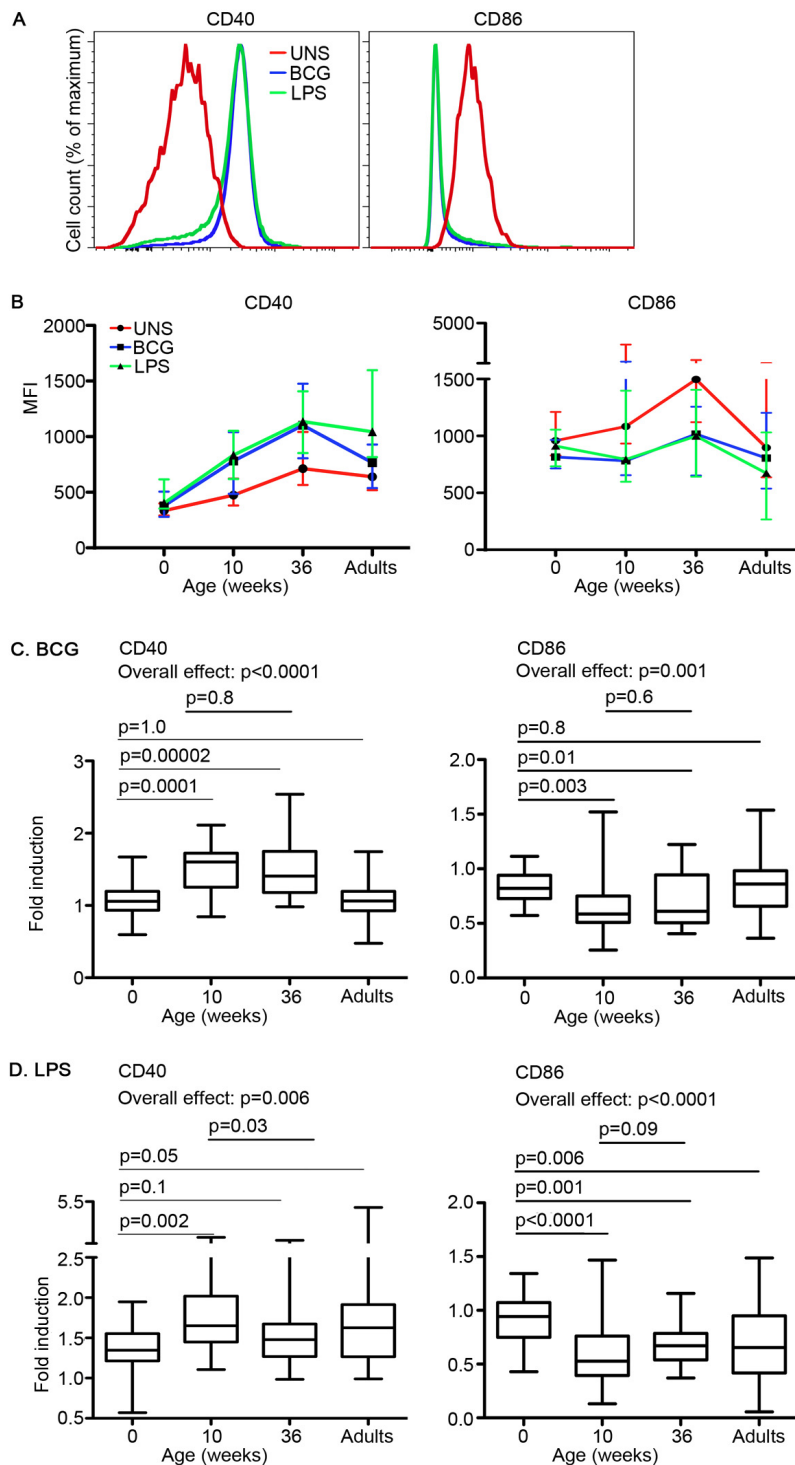 A
CD40
CD86
UNS
BCG
LPS
Cell count (% of maximum)
B
CD40
CD86
2000
1500
1000
500
0
MFI
UNS
BCG
LPS
0
10
36
Adults
Age (weeks)
5000
1500
1000
500
0
0
10
36
Adults
Age (weeks)
C. BCG
CD40
Overall effect: p<0.0001
p=0.8
p=1.0
p=0.00002
p=0.0001
3
2
1
0
Fold induction
0
10
36
Adults
Age (weeks)
CD86
Overall effect: p=0.001
p=0.6
p=0.8
p=0.01
p=0.003
2.0
1.5
1.0
0.5
0.0
0
10
36
Adults
Age (weeks)
D. LPS
CD40
Overall effect: p=0.006
p=0.03
p=0.05
p=0.1
p=0.002
5.5
2.5
2.0
1.5
1.0
0.5
Fold induction
0
10
36
Adults
Age (weeks)
CD86
Overall effect: p<0.0001
p=0.09
p=0.006
p=0.001
p<0.0001
2.0
1.5
1.0
0.5
0.0
0
10
36
Adults
Age (weeks)